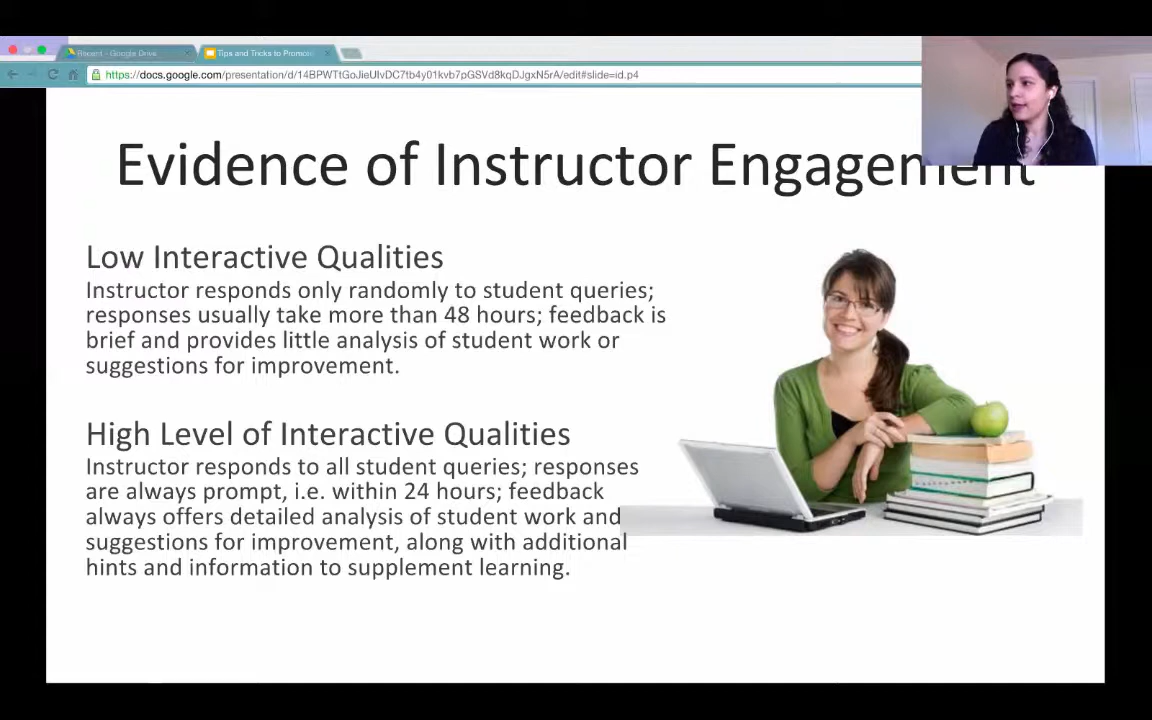 Recent - Google Drive
Tips and Tricks to Promo
https://docs.google.com/presentation/d/14BPWTtGoJieUIvDC7tb4y01kvb7pGSVd8kqDJgxN5rA/edit#slide=id.p4
Evidence of Instructor Engagement
Low Interactive Qualities
Instructor responds only randomly to student queries;
responses usually take more than 48 hours; feedback is
brief and provides little analysis of student work or
suggestions for improvement.
High Level of Interactive Qualities
Instructor responds to all student queries; responses
are always prompt, i.e. within 24 hours; feedback
always offers detailed analysis of student work and
suggestions for improvement, along with additional
hints and information to supplement learning.